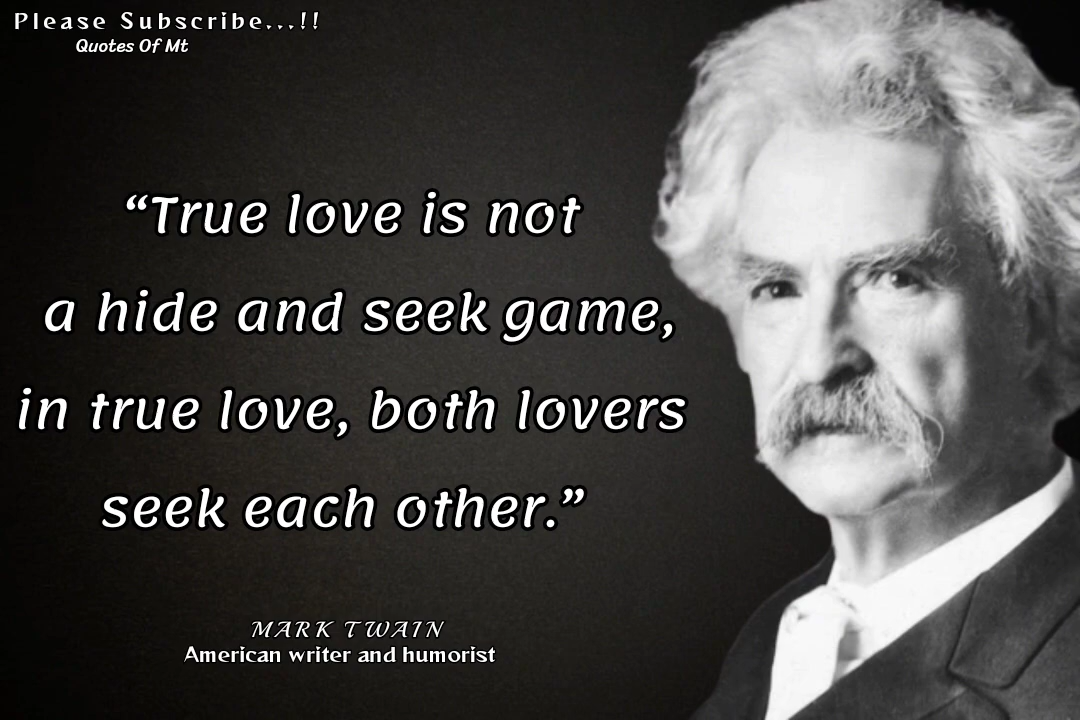 Please Subscribe...!!
Quotes Of Mt
“True love is not
a hide and seek game,
in true love, both lovers
seek each other.”
MARK TWAIN
American writer and humorist